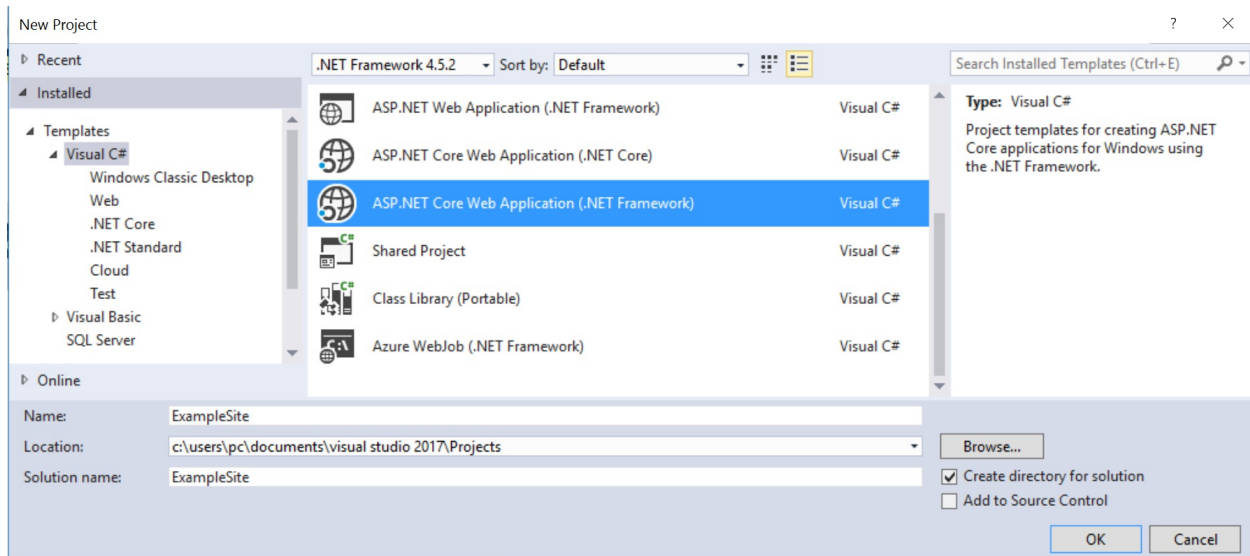 New Project
?
Recent
.NET Framework 4.5.2
Sort by:
Default
Search Installed Templates (Ctrl+E)
Installed
Templates
Visual C#
Windows Classic Desktop
Web
.NET Core
.NET Standard
Cloud
Test
Visual Basic
SQL Server
Online
ASP.NET Web Application (.NET Framework) Visual C#
ASP.NET Core Web Application (.NET Core) Visual C#
ASP.NET Core Web Application (.NET Framework) Visual C#
C#
Shared Project Visual C#
C#
Class Library (Portable) Visual C#
C:\
Azure WebJob (.NET Framework) Visual C#
Type: Visual C#
Project templates for creating ASP.NET
Core applications for Windows using
the .NET Framework.
Name: ExampleSite
Location: c:\users\pc\documents\visual studio 2017\Projects
Browse...
Solution name: ExampleSite
Create directory for solution
Add to Source Control
OK
Cancel